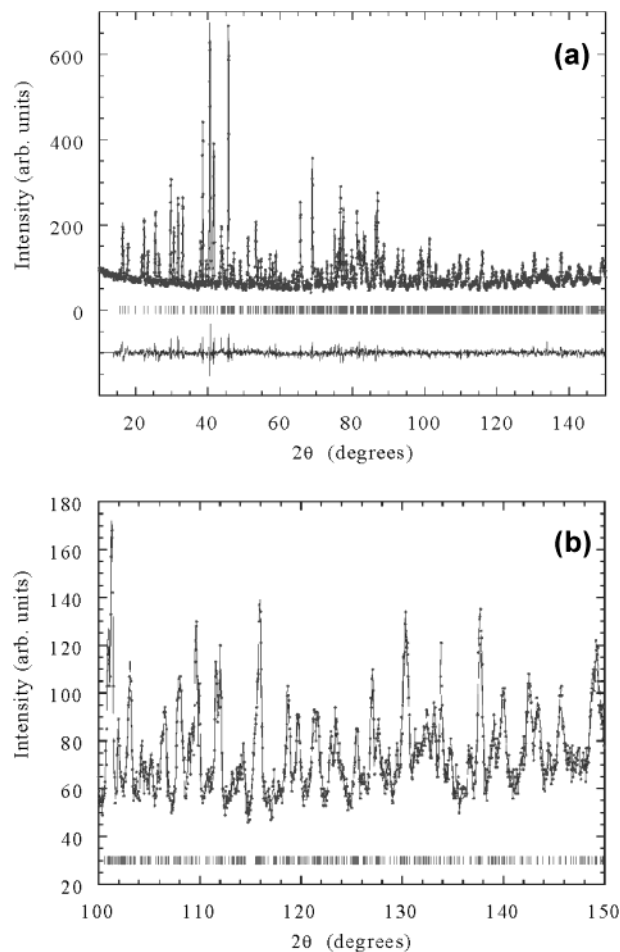 (a)
Intensity (arb. units)
600
400
200
0
20 40 60 80 100 120 140
2θ (degrees)
(b)
Intensity (arb. units)
180
160
140
120
100
80
60
40
20
100 110 120 130 140 150
2θ (degrees)